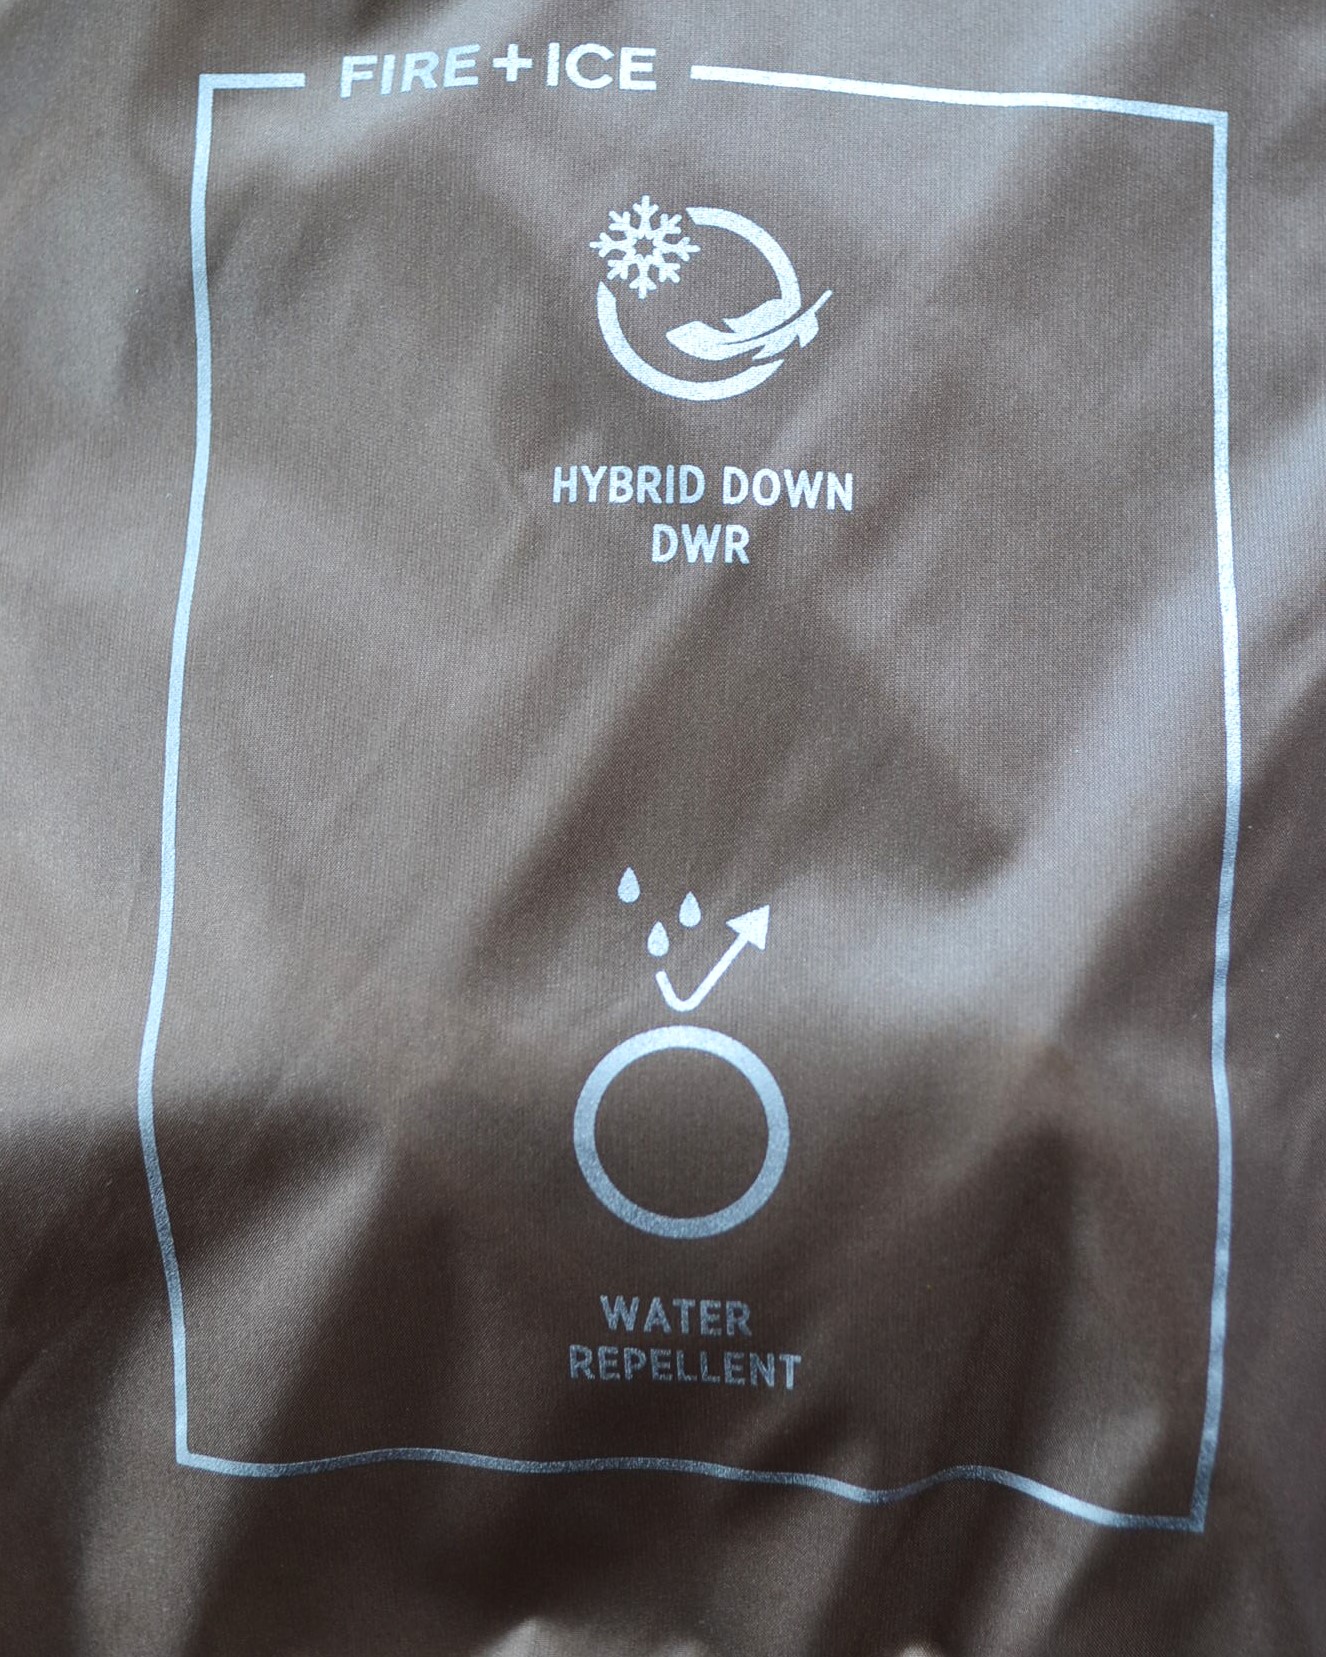 FIRE+ICE
HYBRID DOWN
DWR
WATER
REPELLENT